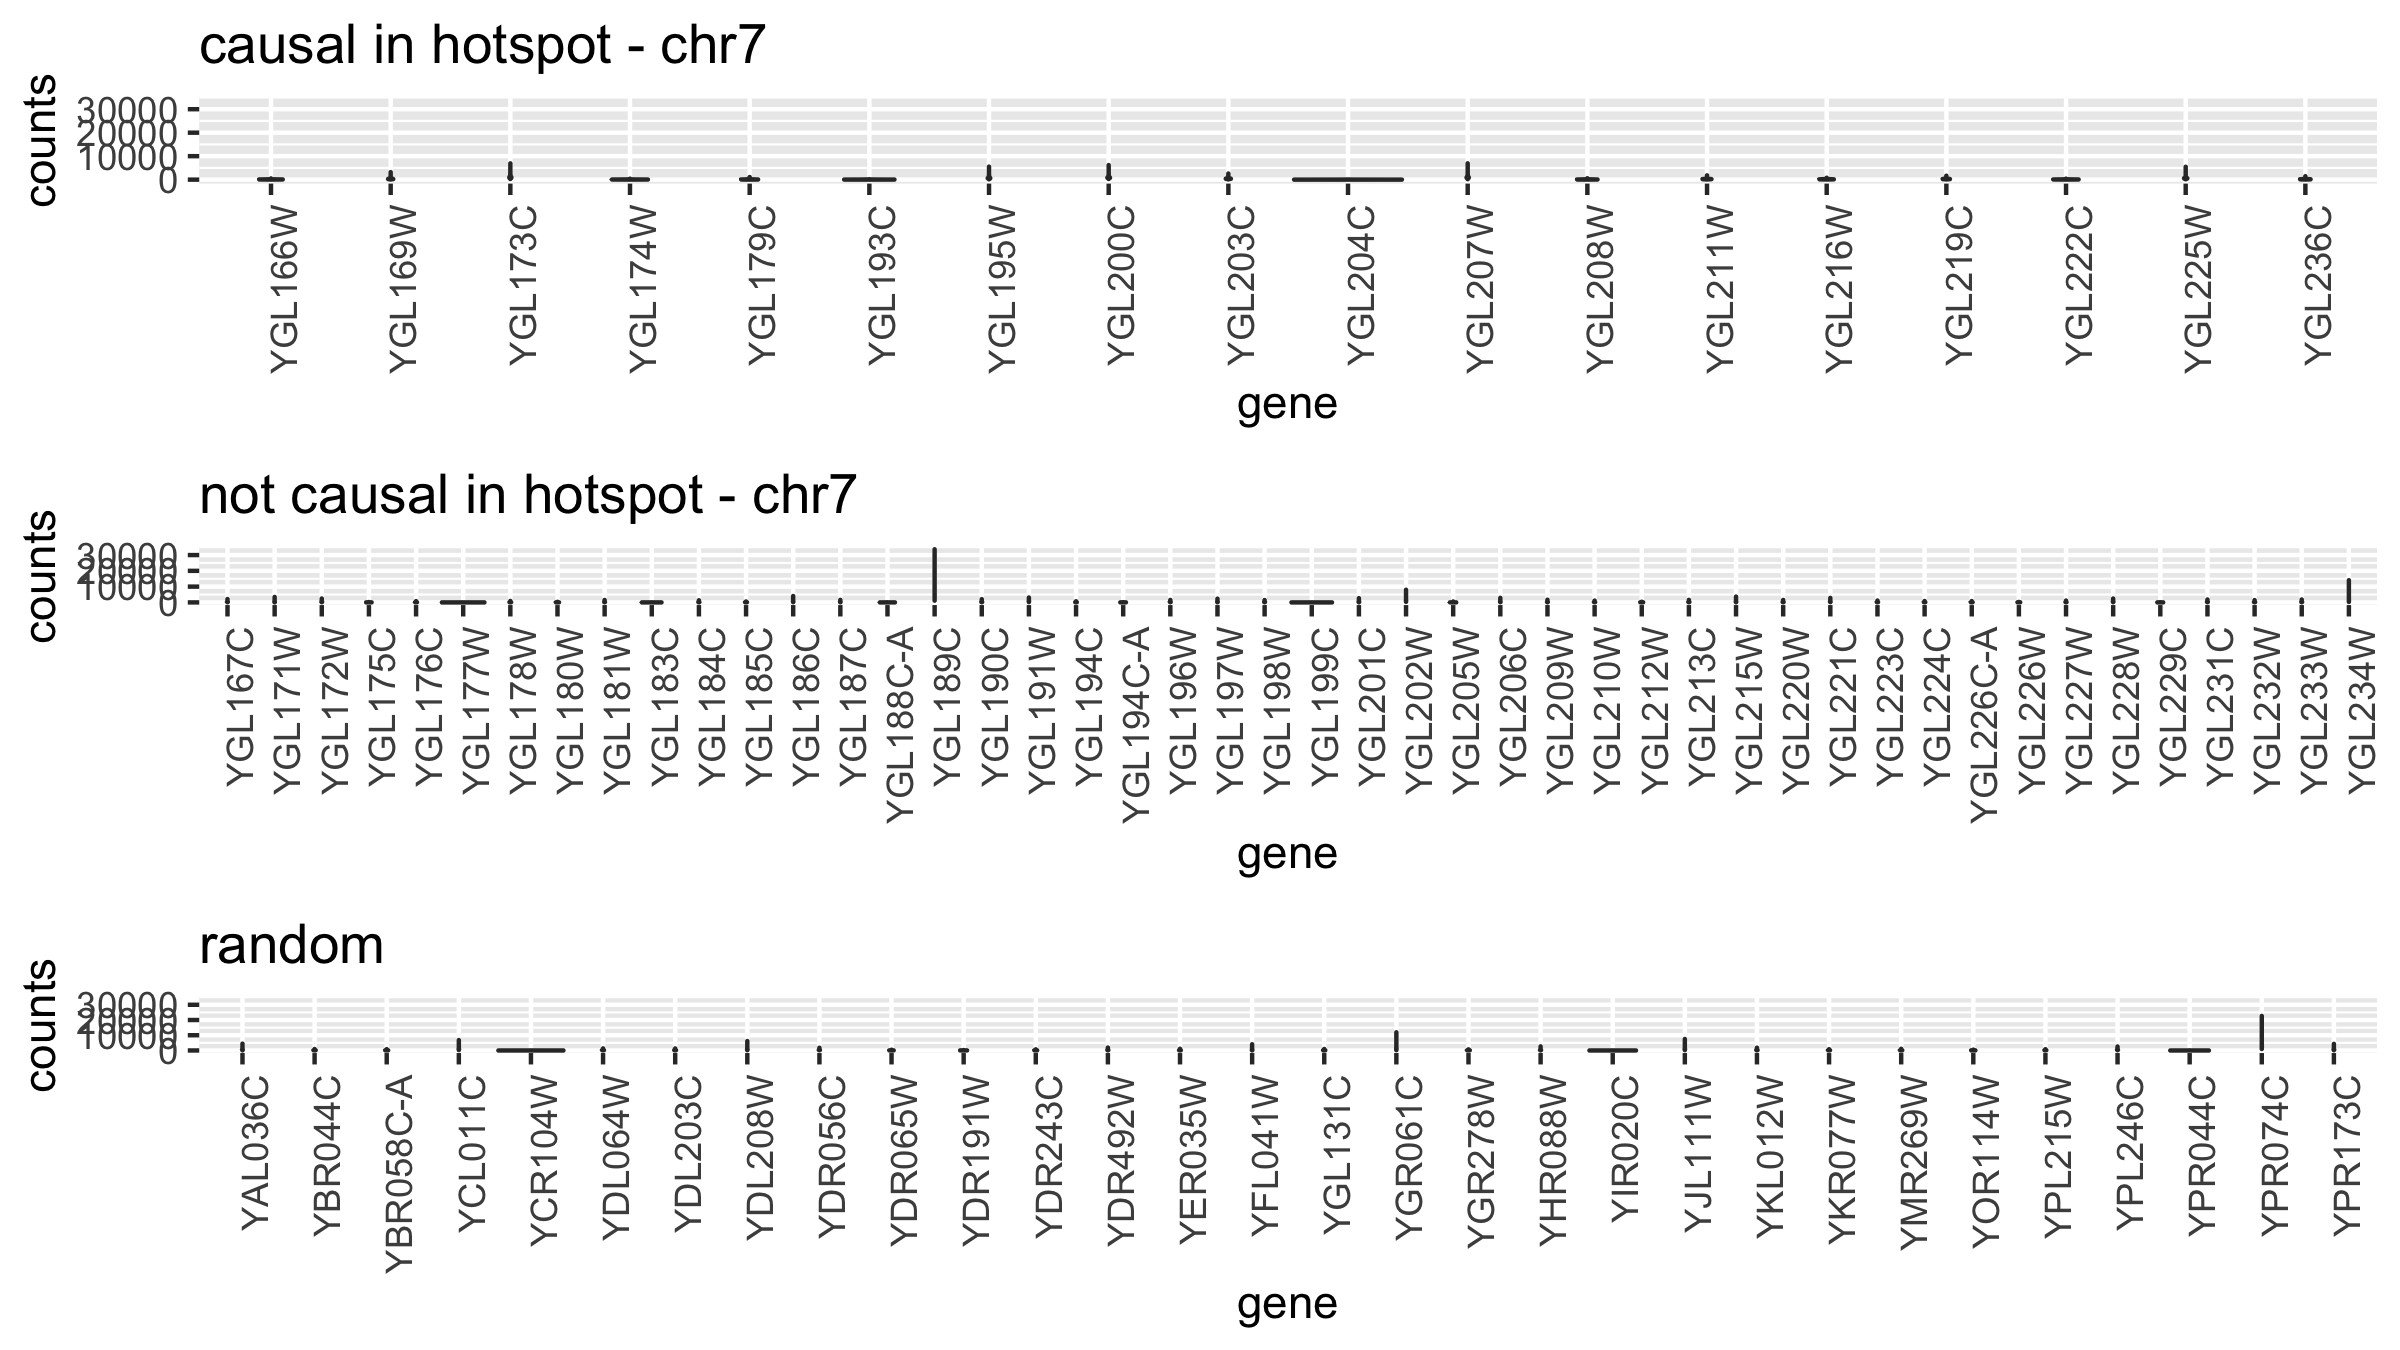 causal in hotspot - chr7
counts
30000
20000
10000
0
YGL166W YGL169W YGL173C YGL174W YGL179C YGL193C YGL195W YGL200C YGL203C YGL204C YGL207W YGL208W YGL211W YGL216W YGL219C YGL222C YGL225W YGL236C
gene
not causal in hotspot - chr7
counts
30000
20000
10000
0
YGL167C YGL171W YGL172W YGL175C YGL176C YGL177W YGL178W YGL180W YGL181W YGL183C YGL184C YGL185C YGL186C YGL187C YGL188C-A YGL189C YGL190C YGL191W YGL194C YGL194C-A YGL196W YGL197W YGL198W YGL199C YGL201C YGL202W YGL205W YGL206C YGL209W YGL210W YGL212W YGL213C YGL215W YGL220W YGL221C YGL223C YGL224C YGL226C-A YGL226W YGL227W YGL228W YGL229C YGL231C YGL232W YGL233W YGL234W
gene
random
counts
30000
20000
10000
0
YAL036C YBR044C YBR058C-A YCL011C YCR104W YDL064W YDL203C YDL208W YDR056C YDR065W YDR191W YDR243C YDR492W YER035W YFL041W YGL131C YGR061C YGR278W YHR088W YIR020C YJL111W YKL012W YKR077W YMR269W YOR114W YPL215W YPL246C YPR044C YPR074C YPR173C
gene